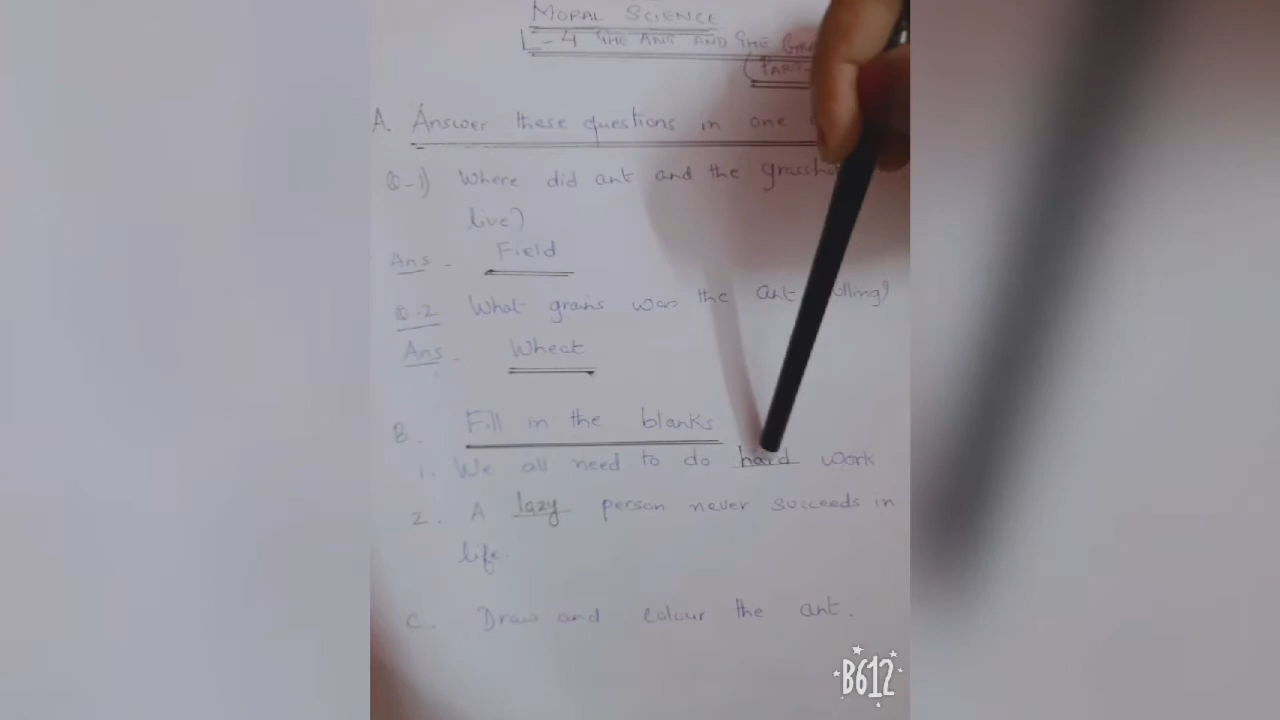 MORAL SCIENCE
L-4 THE ANT AND THE
A. Answer these questions in one
Q-1) Where did ant and the
live?
Ans. Field
Q-2 What grains was the ant
Ans. Wheat
B. Fill in the blanks
1. We all need to do hard work
2. A lazy person never succeeds in
life.
C. Draw and colour the ant.
B612